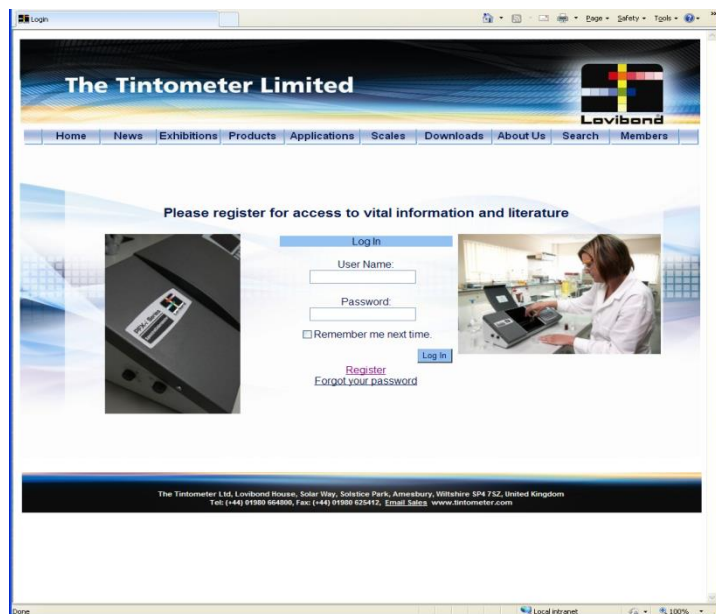 Login
Page
Safety
Tools
The Tintometer Limited
Lovibond
Home News Exhibitions Products Applications Scales Downloads About Us Search Members
Please register for access to vital information and literature
Log In
User Name:
Password:
Remember me next time.
Log In
Register
Forgot your password
The Tintometer Ltd, Lovibond House, Solar Way, Solstice Park, Amesbury, Wiltshire SP4 7SZ, United Kingdom
Tel: (+44) 01980 664800, Fax: (+44) 01980 625412, Email Sales www.tintometer.com
Done
Local intranet
100%